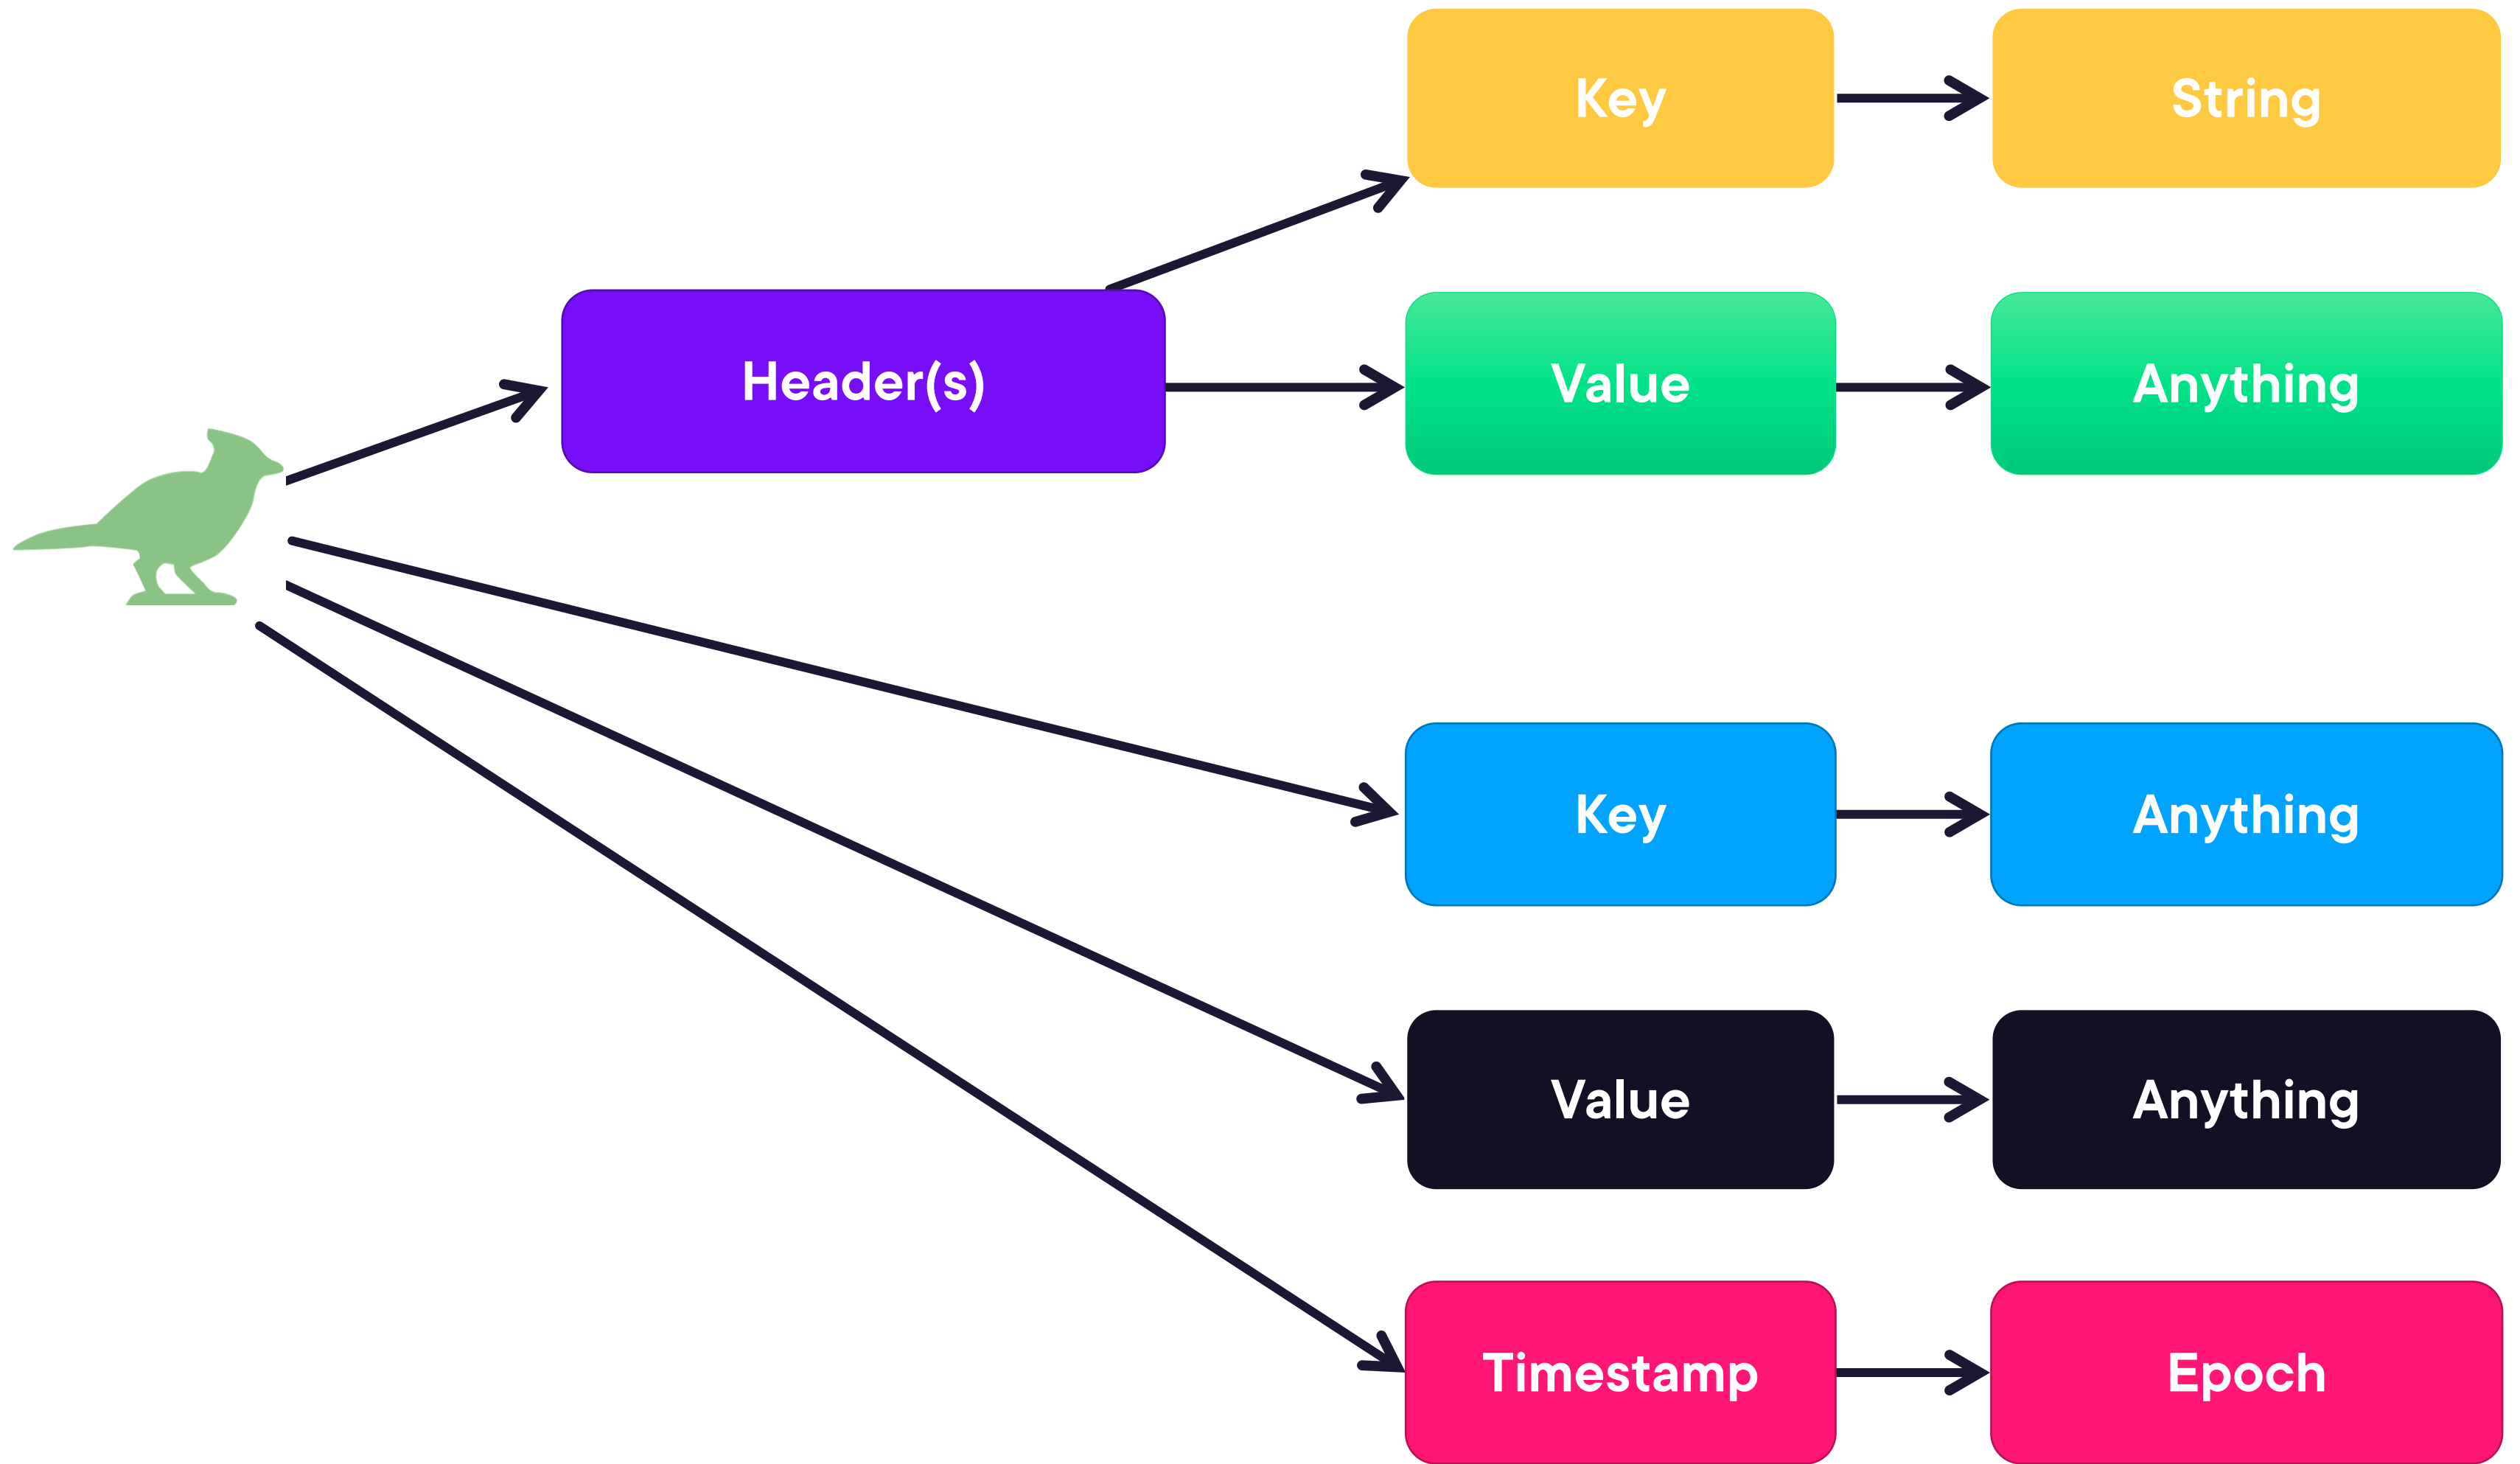 Key
String
Header(s)
Value
Anything
Key
Anything
Value
Anything
Timestamp
Epoch